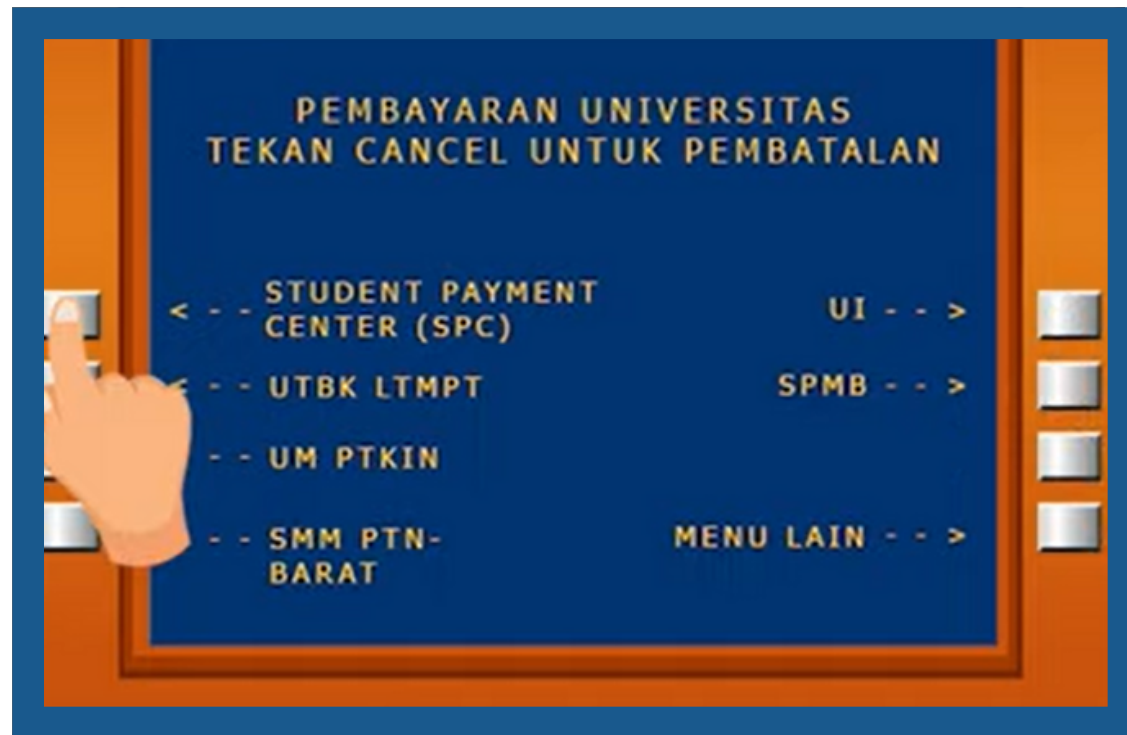 PEMBAYARAN UNIVERSITAS
TEKAN CANCEL UNTUK PEMBATALAN
< - - STUDENT PAYMENT
CENTER (SPC)
UI - - >
< - - UTBK LTMPT
SPMB - - >
- - UM PTKIN
- - SMM PTN-
BARAT
MENU LAIN - - >